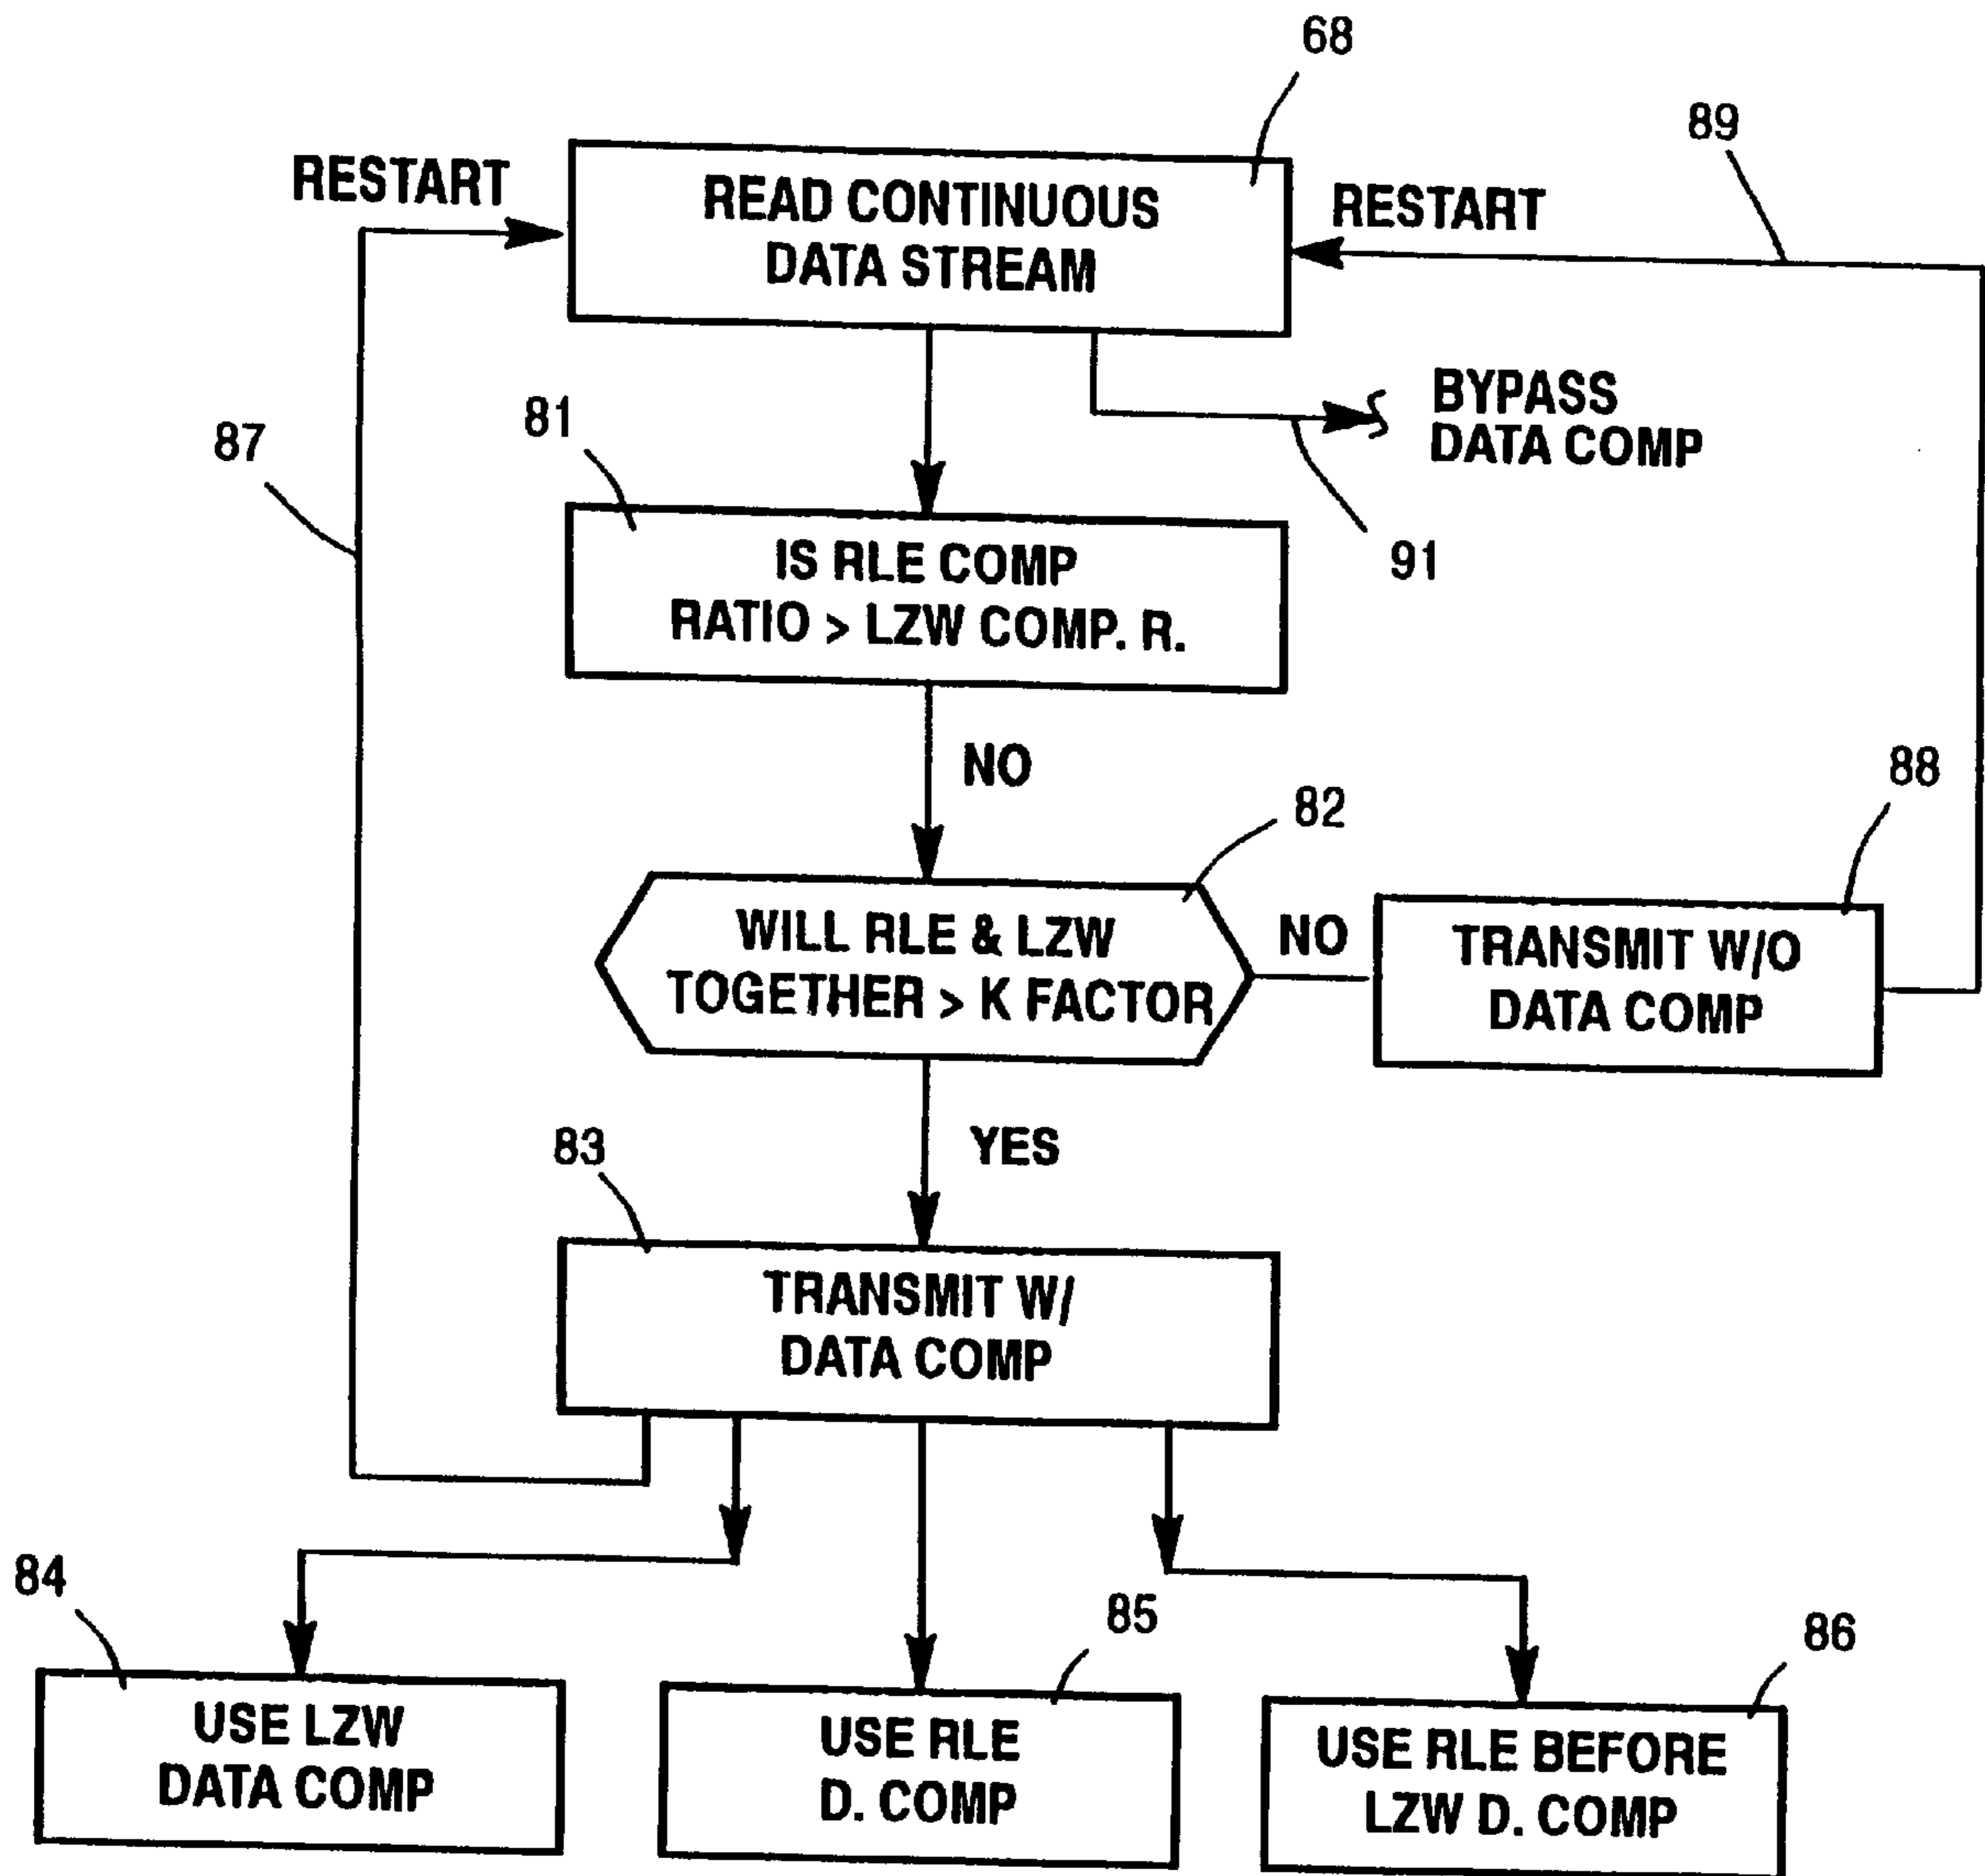 68
89
RESTART
READ CONTINUOUS
DATA STREAM
RESTART
BYPASS
DATA COMP
87
81
91
IS RLE COMP
RATIO > LZW COMP. R.
NO
88
82
WILL RLE & LZW
TOGETHER > K FACTOR
NO
TRANSMIT W/O
DATA COMP
YES
83
TRANSMIT W/
DATA COMP
84
85
86
USE LZW
DATA COMP
USE RLE
D. COMP
USE RLE BEFORE
LZW D. COMP